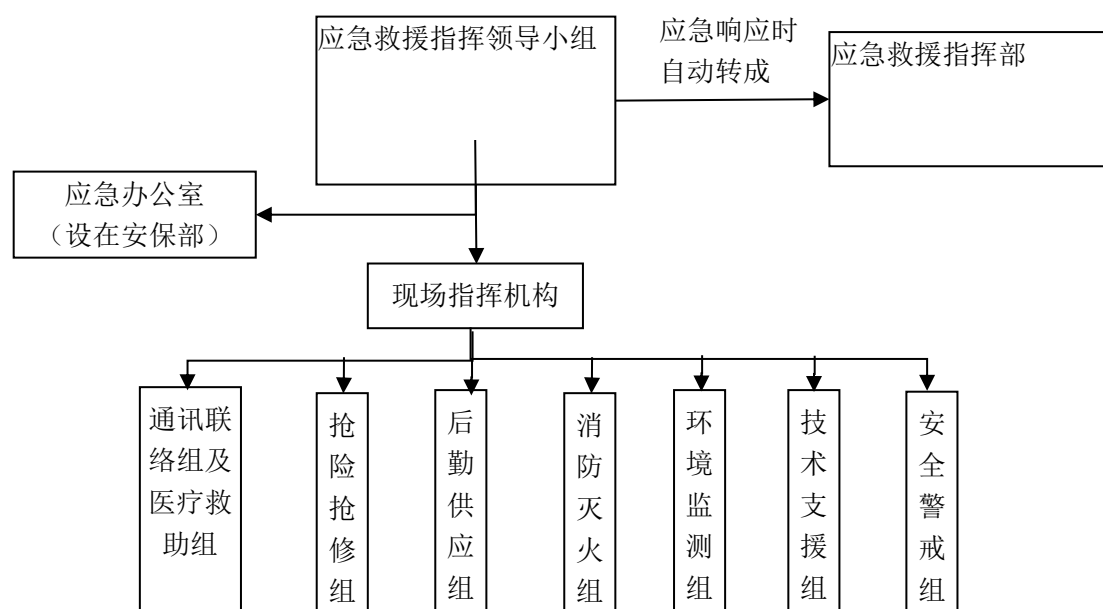 应急救援指挥领导小组
应急响应时
自动转成
应急救援指挥部
应急办公室
（设在安保部）
现场指挥机构
通讯联
络组及
医疗救
助组
抢险抢修组
后勤供应组
消防灭火组
环境监测组
技术支援组
安全警戒组